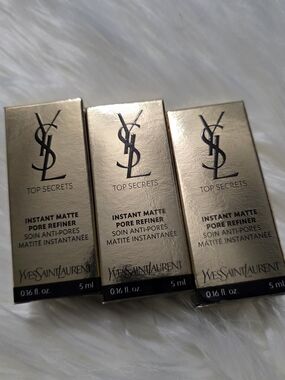 YSL
TOP SECRETS
INSTANT MATTE
PORE REFINER
SOIN ANTI-PORES
MATITÉ INSTANTANÉE
YVESSAINTLAURENT
0.16 fl. oz. 5 ml
YSL
TOP SECRETS
INSTANT MATTE
PORE REFINER
SOIN ANTI-PORES
MATITÉ INSTANTANÉE
YVESSAINTLAURENT
0.16 fl. oz. 5 ml
YSL
TOP SECRETS
INSTANT MATTE
PORE REFINER
SOIN ANTI-PORES
MATITÉ INSTANTANÉE
YVESSAINTLAURENT
0.16 fl. oz. 5 ml